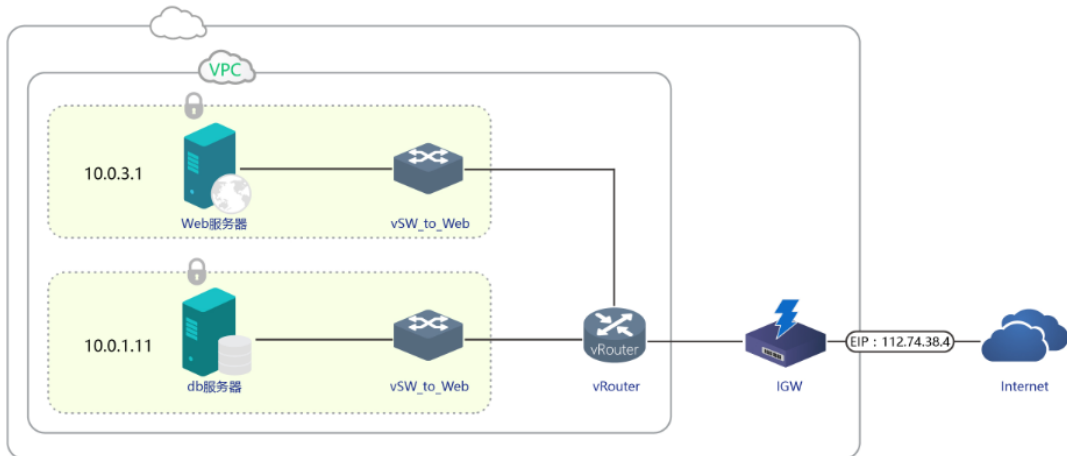 VPC
10.0.3.1
Web服务器
vSW_to_Web
10.0.1.11
db服务器
vSW_to_Web
vRouter
vRouter
IGW
EIP：112.74.38.4
Internet